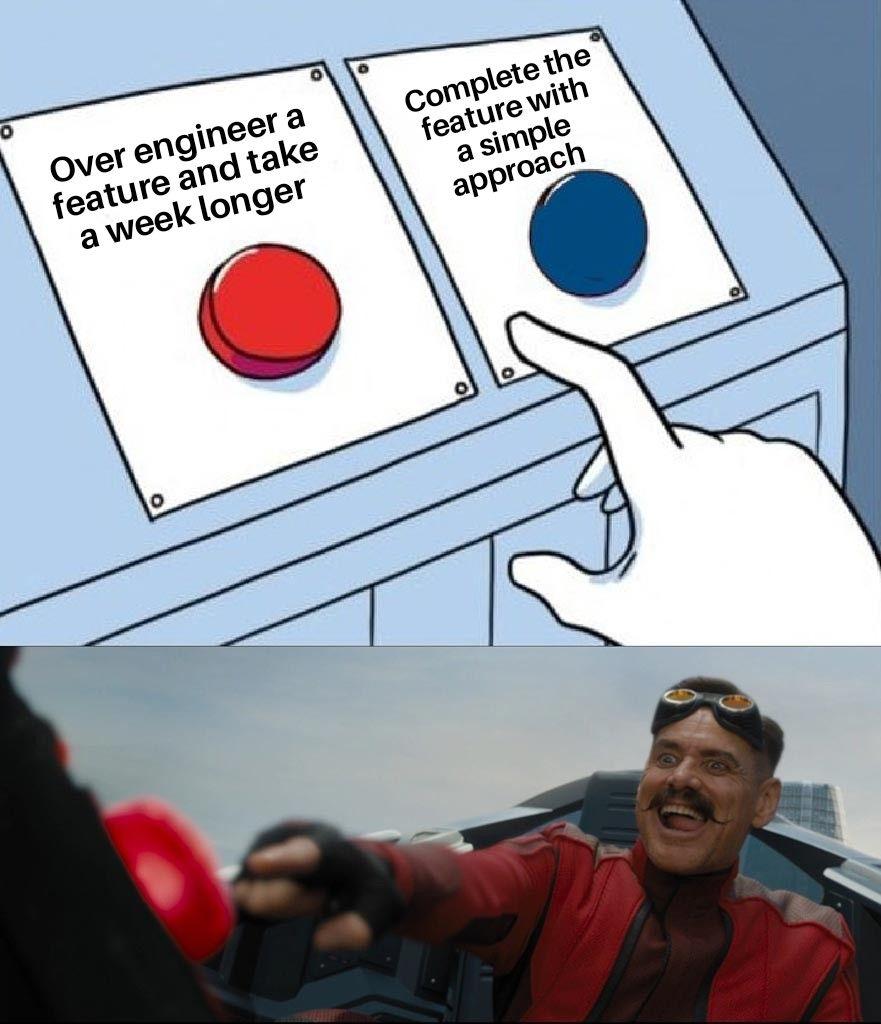 Over engineer a
feature and take
a week longer
Complete the
feature with
a simple
approach